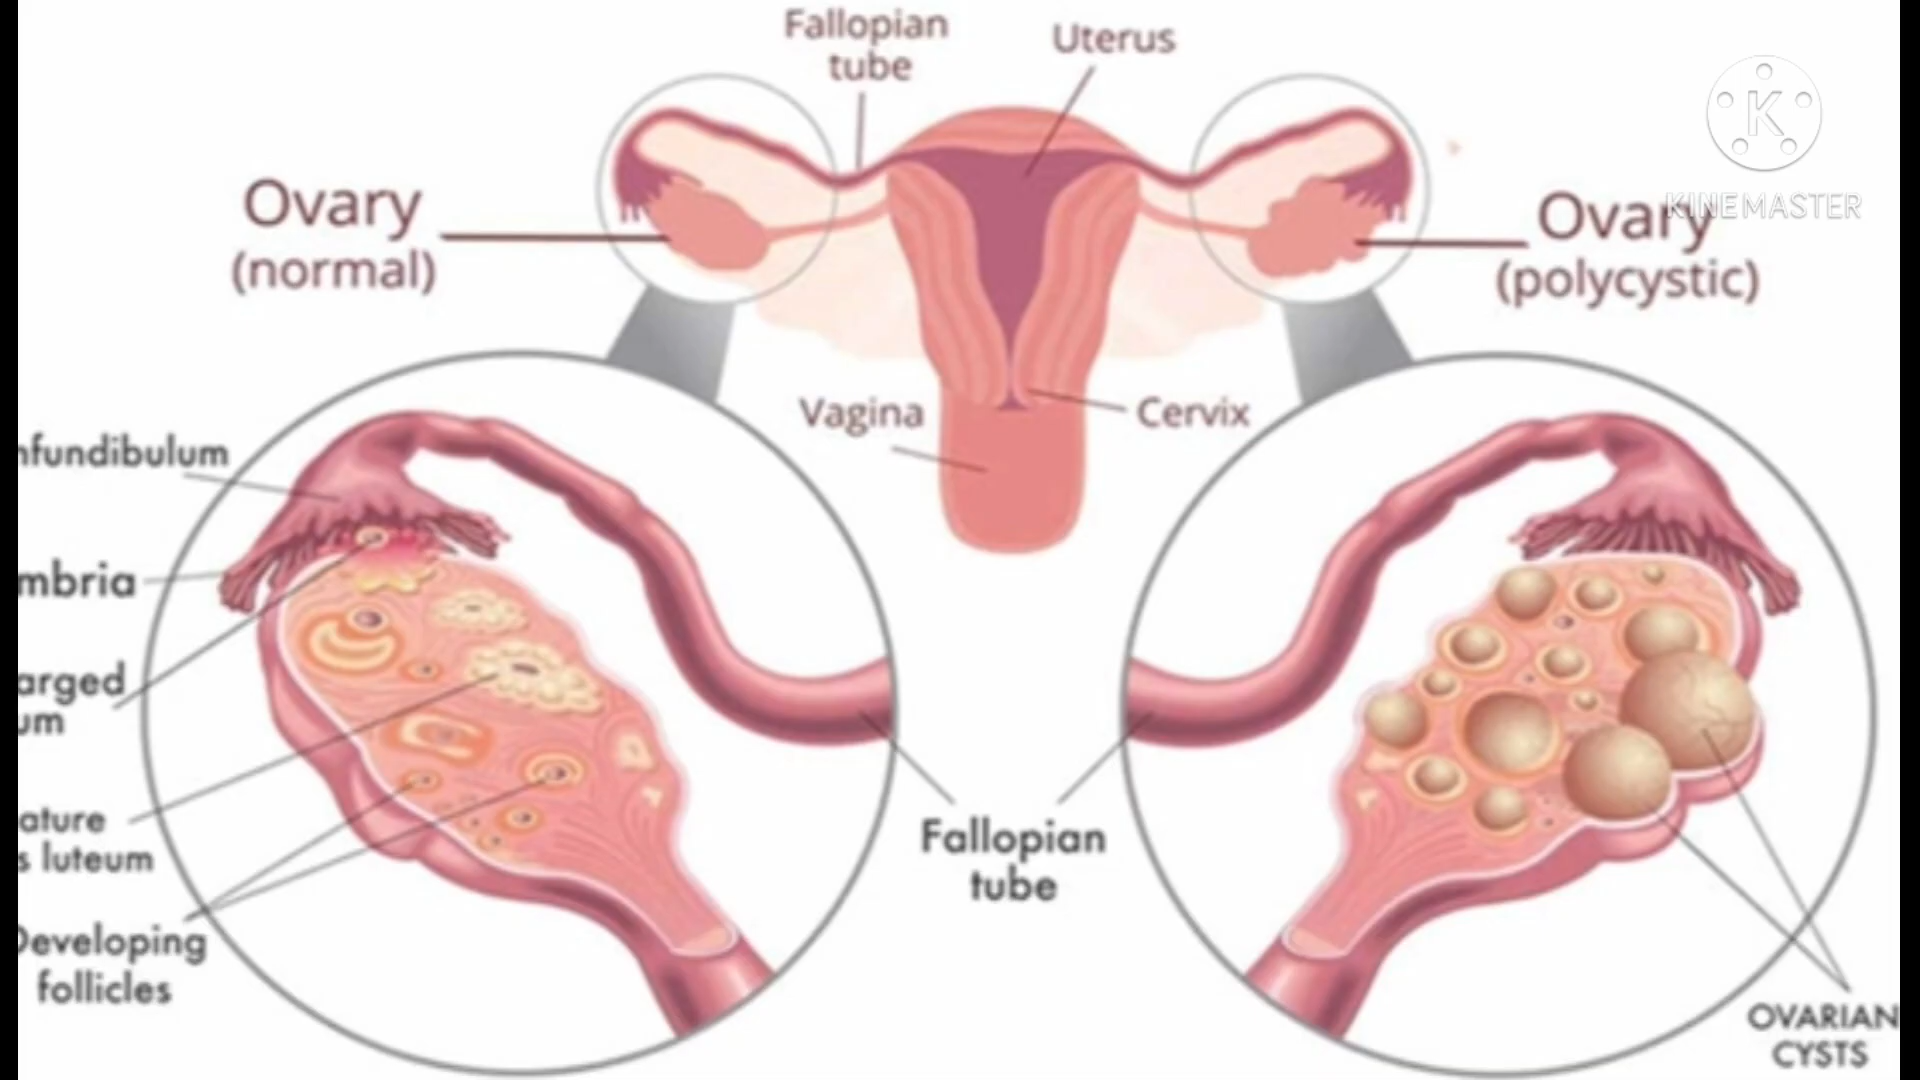 Fallopian
tube
Uterus
K
KINEMASTER
Ovary
(normal)
Ovary
(polycystic)
Vagina
Cervix
nfundibulum
mbria
arged
um
ature
s luteum
Developing
follicles
Fallopian
tube
OVARIAN
CYSTS